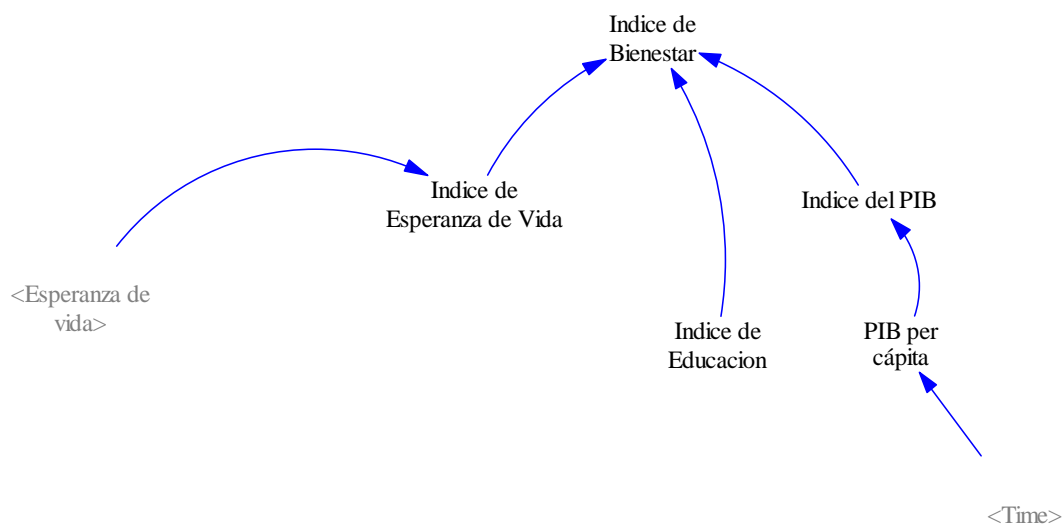 Indice de
Bienestar
Indice de
Esperanza de Vida
Indice del PIB
<Esperanza de
vida>
Indice de
Educacion
PIB per
cápita
<Time>